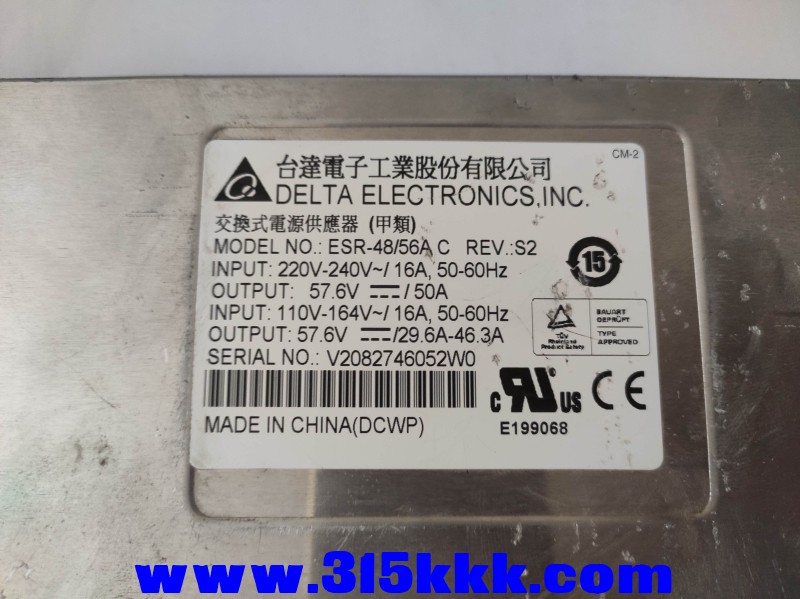 CM-2
台達電子工業股份有限公司
DELTA ELECTRONICS,INC.
交換式電源供應器 (甲類)
MODEL NO.: ESR-48/56A C REV.:S2
INPUT: 220V-240V~/ 16A, 50-60Hz
OUTPUT: 57.6V ⎓/ 50A
INPUT: 110V-164V~/ 16A, 50-60Hz
OUTPUT: 57.6V ⎓/29.6A-46.3A
SERIAL NO.: V2082746052W0
15
TÜV
Rheinland
Product Safety
BAUART
GEPRÜFT
TYPE
APPROVED
c RU US CE
E199068
MADE IN CHINA(DCWP)
www.315kkk.com